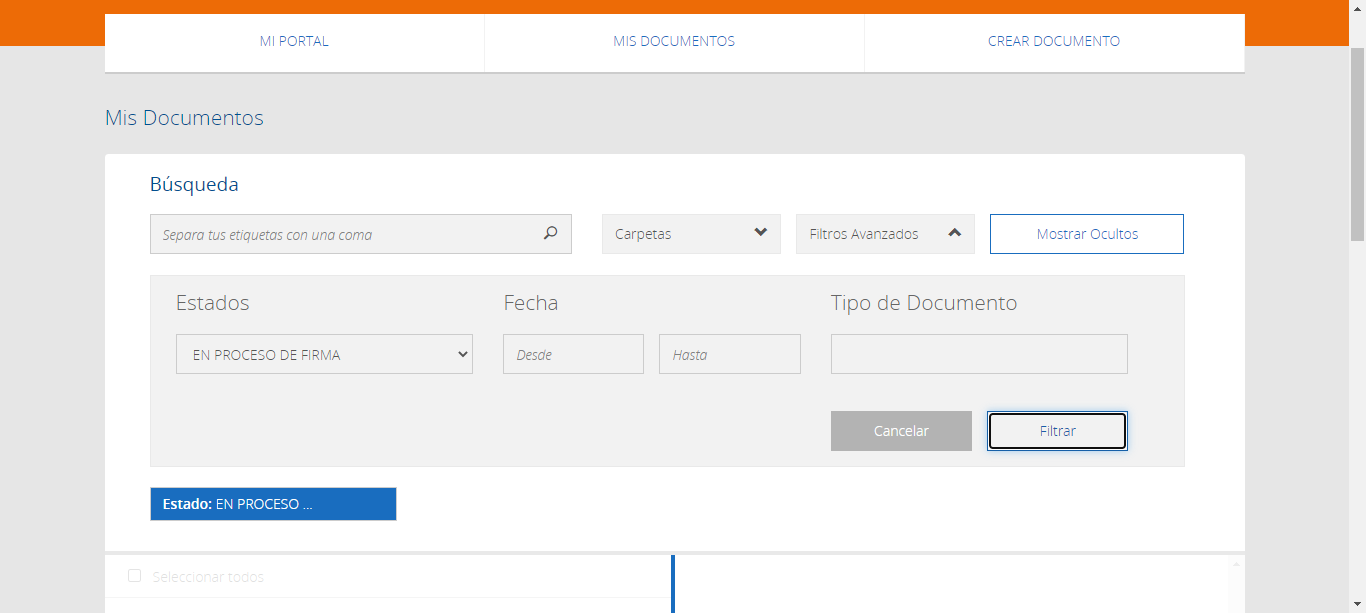 MI PORTAL
MIS DOCUMENTOS
CREAR DOCUMENTO
Mis Documentos
Búsqueda
Separa tus etiquetas con una coma
Carpetas
Filtros Avanzados
Mostrar Ocultos
Estados
Fecha
Tipo de Documento
EN PROCESO DE FIRMA
Desde
Hasta
Cancelar
Filtrar
Estado: EN PROCESO ...
Seleccionar todos